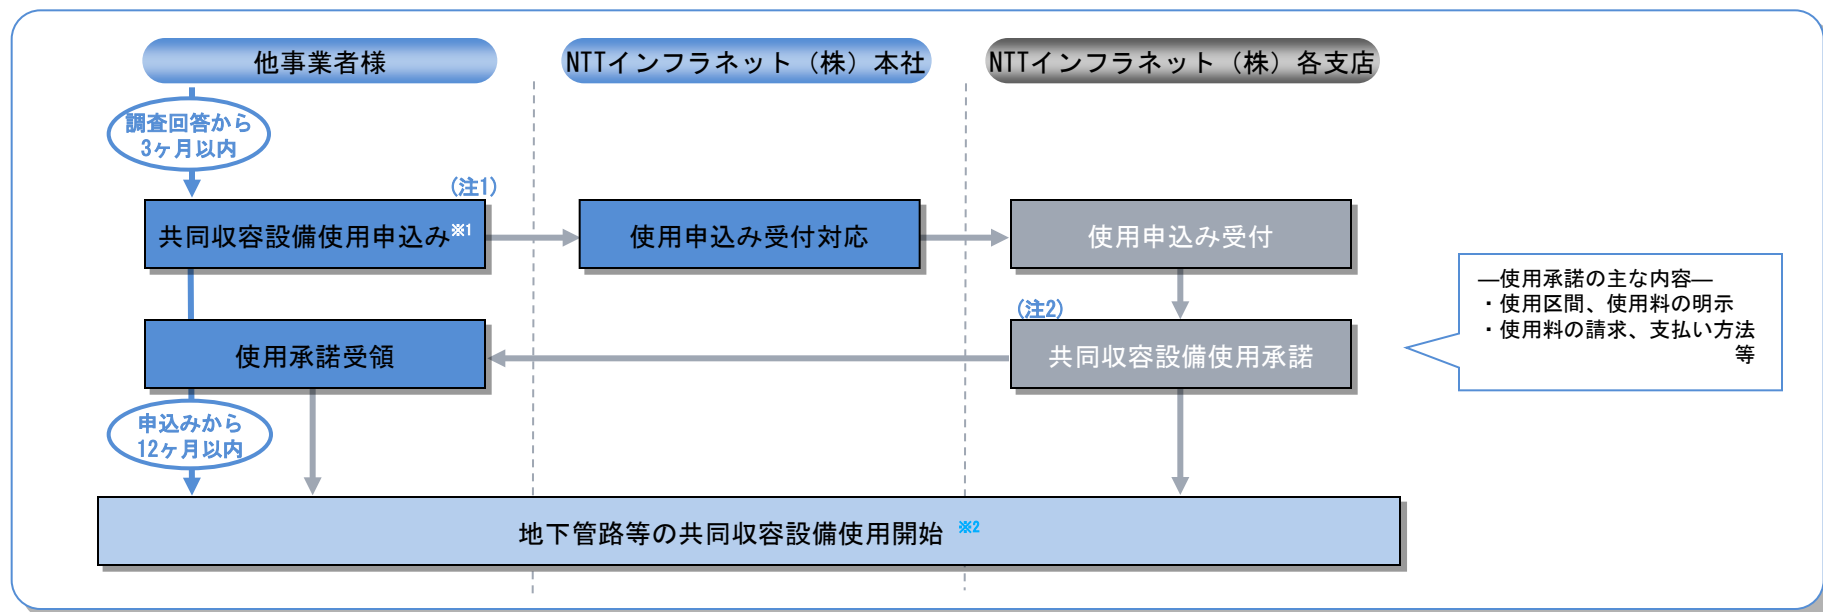 他事業者様
NTTインフラネット（株）本社
NTTインフラネット（株）各支店
調査回答から
3ヶ月以内
(注1)
共同収容設備使用申込み※1
使用申込み受付対応
使用申込み受付
―使用承諾の主な内容―
・使用区間、使用料の明示
・使用料の請求、支払い方法
等
(注2)
使用承諾受領
共同収容設備使用承諾
申込みから
12ヶ月以内
地下管路等の共同収容設備使用開始 ※2